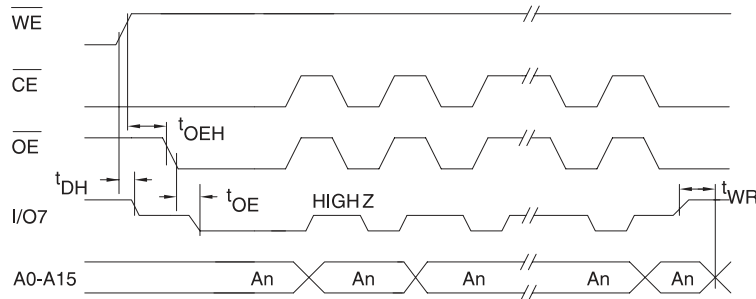 WE
CE
OE
tOEH
tDH
tOE
HIGH Z
tWR
I/O7
A0-A15
An An An An An